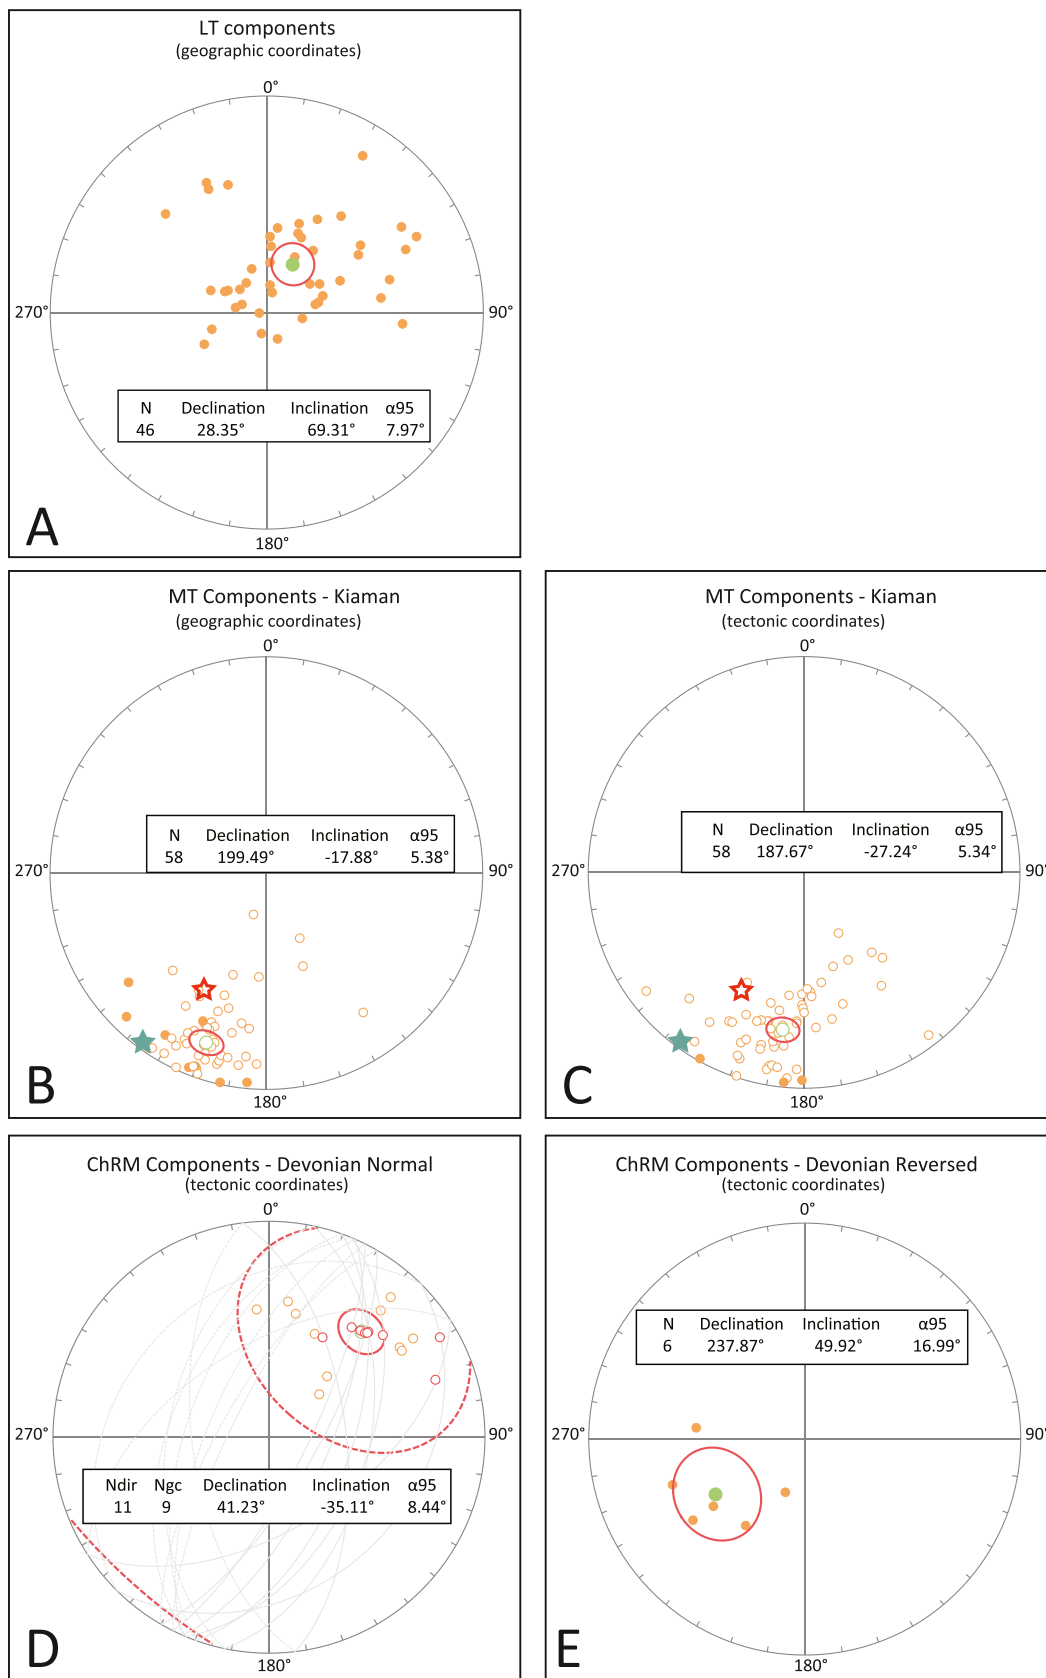 LT components
(geographic coordinates)
0°
270°
90°
N Declination Inclination α95
46 28.35° 69.31° 7.97°
180°
A
MT Components - Kiaman
(geographic coordinates)
0°
N Declination Inclination α95
58 199.49° -17.88° 5.38°
270°
90°
180°
B
MT Components - Kiaman
(tectonic coordinates)
0°
N Declination Inclination α95
58 187.67° -27.24° 5.34°
270°
90°
180°
C
ChRM Components - Devonian Normal
(tectonic coordinates)
0°
270°
90°
Ndir Ngc Declination Inclination α95
11 9 41.23° -35.11° 8.44°
180°
D
ChRM Components - Devonian Reversed
(tectonic coordinates)
0°
N Declination Inclination α95
6 237.87° 49.92° 16.99°
270°
90°
180°
E